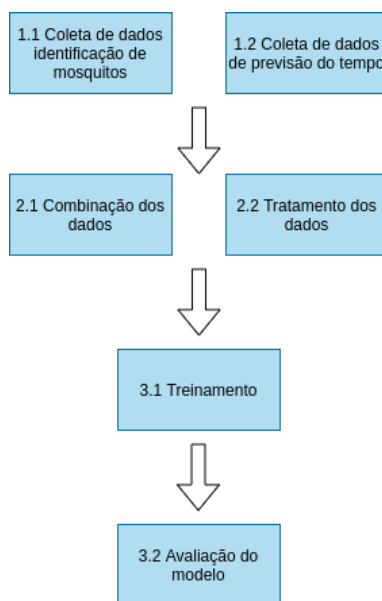 1.1 Coleta de dados
identificação de
mosquitos
1.2 Coleta de dados
de previsão do tempo
2.1 Combinação dos
dados
2.2 Tratamento dos
dados
3.1 Treinamento
3.2 Avaliação do
modelo